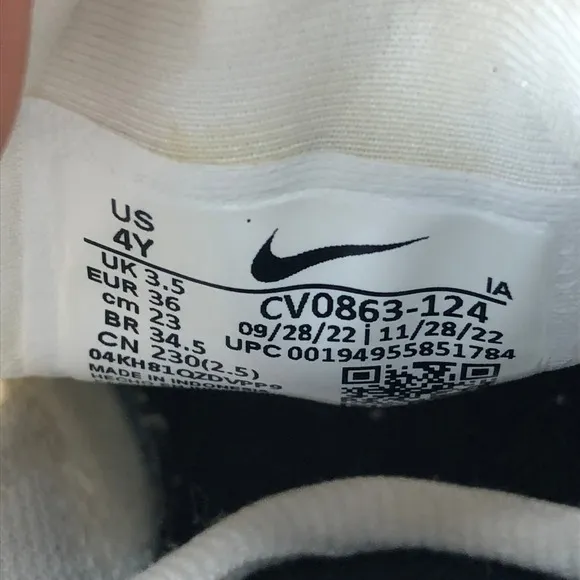 US
4Y
UK 3.5
EUR 36
cm 23
BR 34.5
CN 230(2.5)
04KH81QZDVPP9
MADE IN INDONESIA
IA
CV0863-124
09/28/22 | 11/28/22
UPC 00194955851784